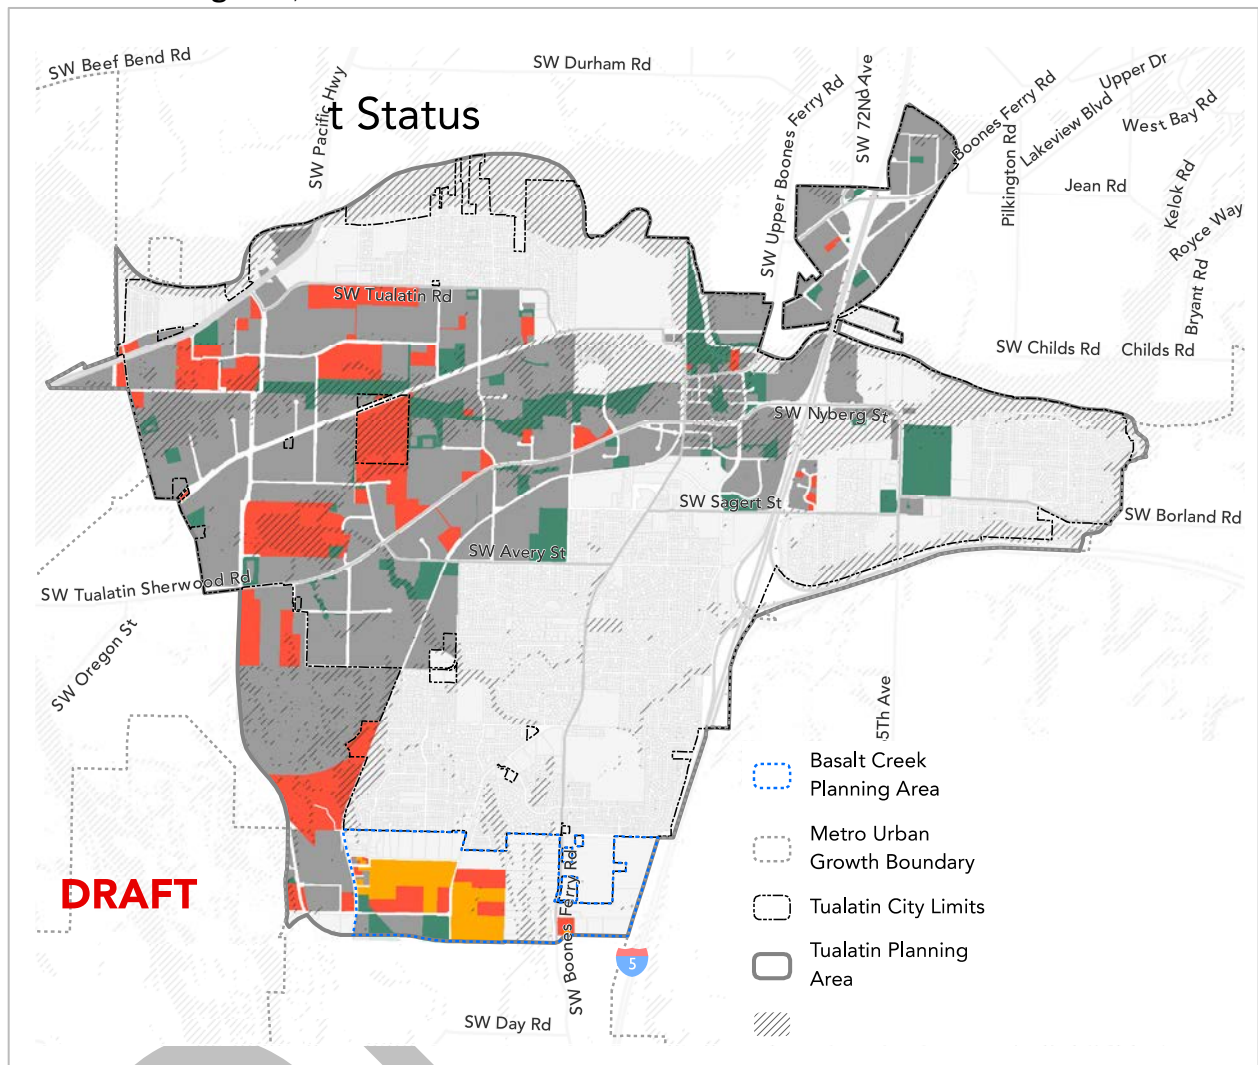 SW Beef Bend Rd
SW Pacific Hwy
t Status
SW Durham Rd
SW Upper Boones Ferry Rd
SW 72Nd Ave
Boones Ferry Rd
Pilkington Rd
Lakeview Blvd
Upper Dr
West Bay Rd
Jean Rd
Kelok Rd
Royce Way
Bryant Rd
SW Tualatin Rd
SW Childs Rd
Childs Rd
SW Nyberg St
SW Sagert St
SW Borland Rd
SW Avery St
SW Tualatin Sherwood Rd
SW Oregon St
5Th Ave
DRAFT
SW Boones Ferry Rd
5
SW Day Rd
Basalt Creek
Planning Area
Metro Urban
Growth Boundary
Tualatin City Limits
Tualatin Planning
Area